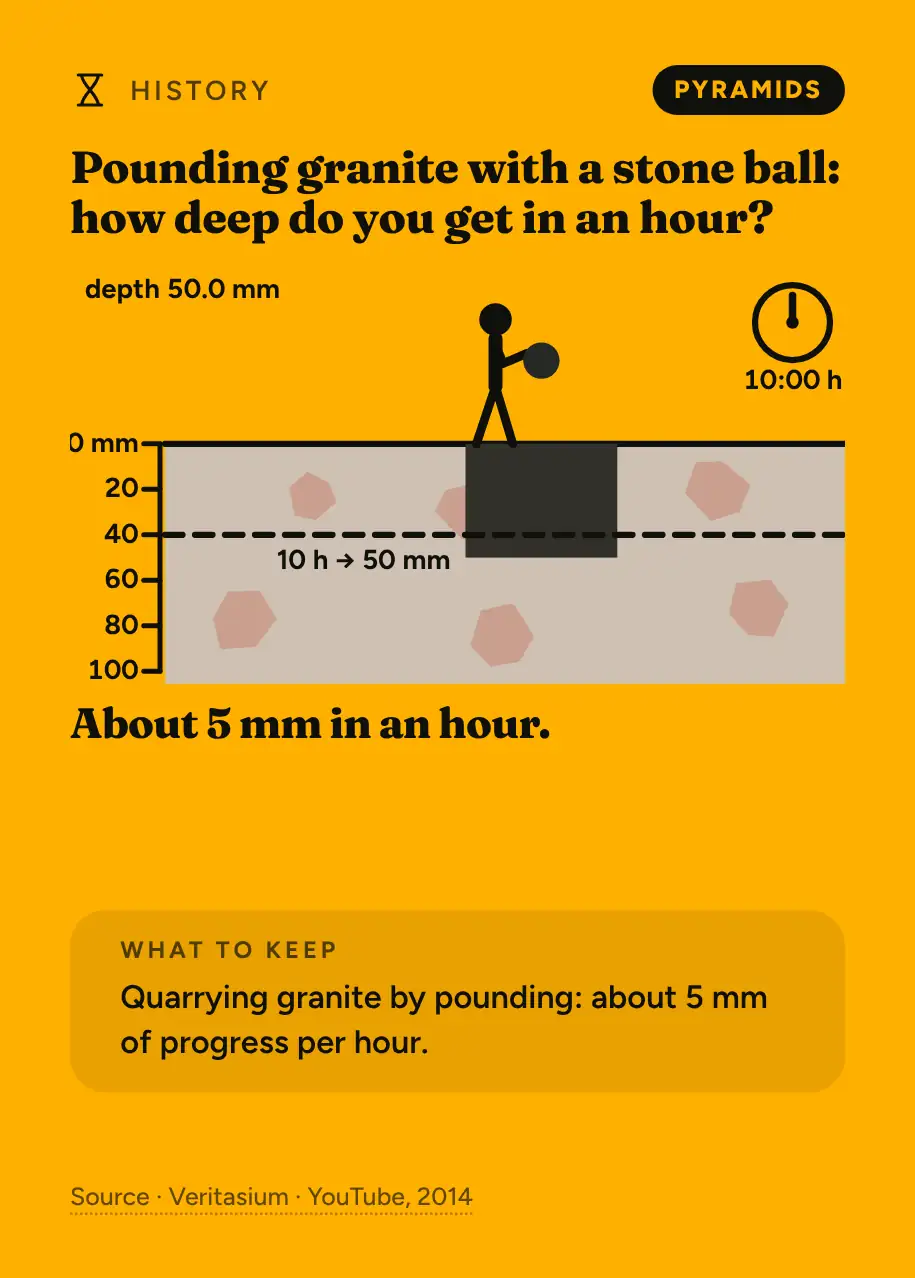 HISTORY
PYRAMIDS
Pounding granite with a stone ball:
how deep do you get in an hour?
depth 50.0 mm
10:00 h
0 mm
20
40
10 h → 50 mm
60
80
100
About 5 mm in an hour.
WHAT TO KEEP
Quarrying granite by pounding: about 5 mm
of progress per hour.
Source · Veritasium · YouTube, 2014